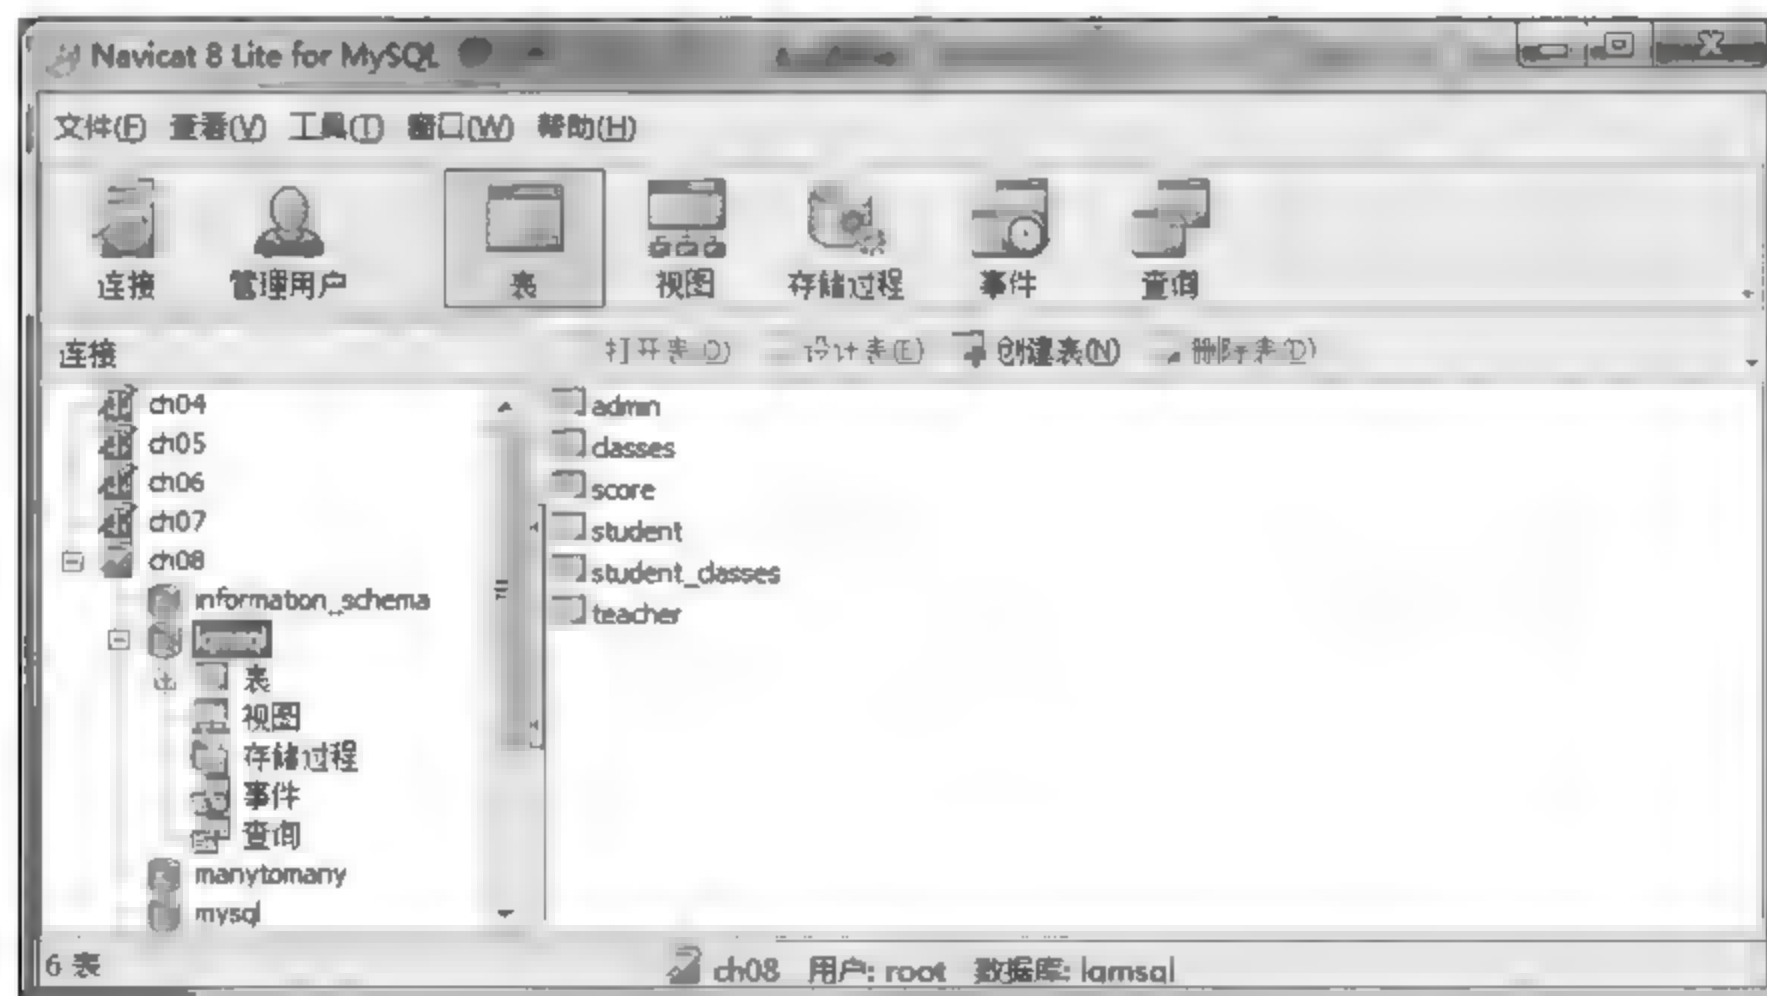 Navicat 8 Lite for MySQL
文件(F) 查看(V) 工具(T) 窗口(W) 帮助(H)
连接 管理用户 表 视图 存储过程 事件 查询
连接 打开表(O) 设计表(E) 创建表(N) 删除表(D)
ch04
ch05
ch06
ch07
ch08
information_schema
表
视图
存储过程
事件
查询
manytomany
mysql
admin
classes
score
student
student_classes
teacher
6 表 ch08 用户: root 数据库: